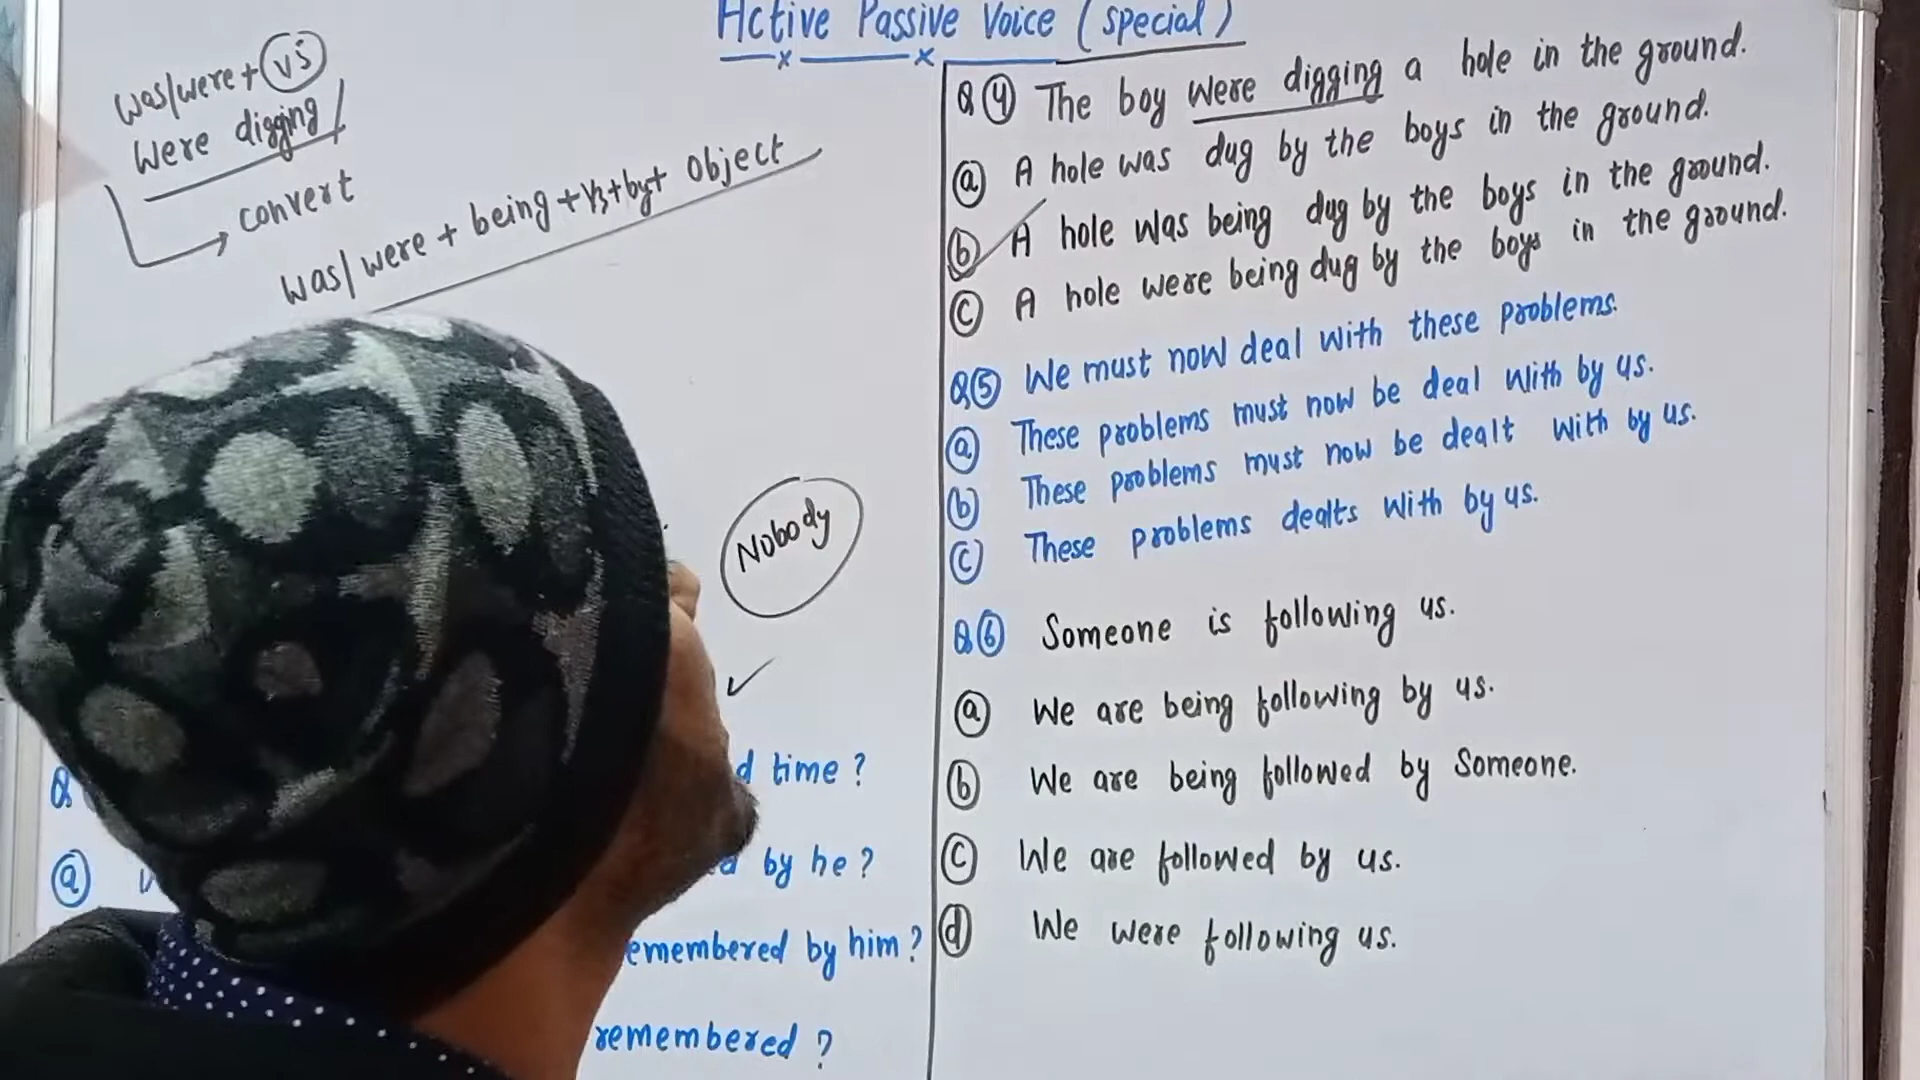 Active Passive Voice (special)
was/were + v5
were digging
convert
was/were + being + v3 + by + object
Nobody
Q
d time?
a
by he?
emembered by him?
remembered?
Q 4 The boy were digging a hole in the ground.
a A hole was dug by the boys in the ground.
b A hole was being dug by the boys in the ground.
c A hole were being dug by the boys in the ground.
Q 5 We must now deal with these problems.
a These problems must now be deal with by us.
b These problems must now be dealt with by us.
c These problems dealts with by us.
Q 6 Someone is following us.
a We are being following by us.
b We are being followed by Someone.
c We are followed by us.
d We were following us.